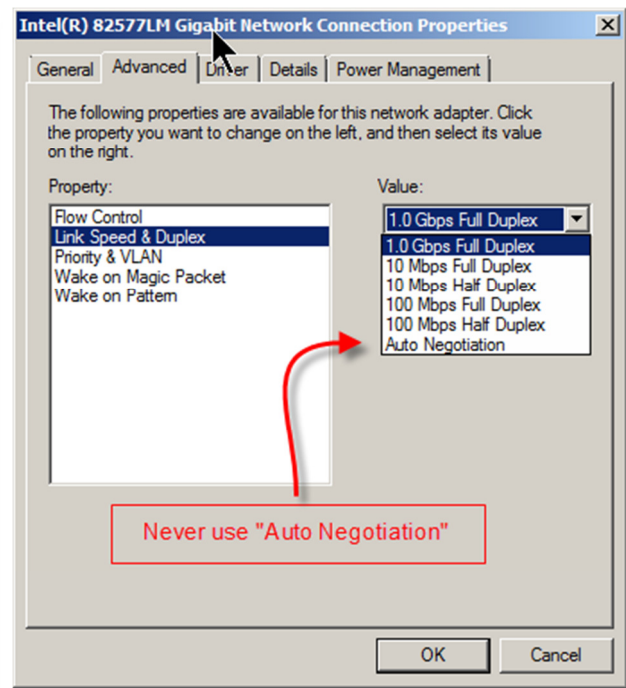 Intel(R) 82577LM Gigabit Network Connection Properties
General Advanced Driver Details Power Management
The following properties are available for this network adapter. Click
the property you want to change on the left, and then select its value
on the right.
Property:
Value:
Flow Control
Link Speed & Duplex
Priority & VLAN
Wake on Magic Packet
Wake on Pattern
1.0 Gbps Full Duplex
1.0 Gbps Full Duplex
10 Mbps Full Duplex
10 Mbps Half Duplex
100 Mbps Full Duplex
100 Mbps Half Duplex
Auto Negotiation
Never use "Auto Negotiation"
OK
Cancel